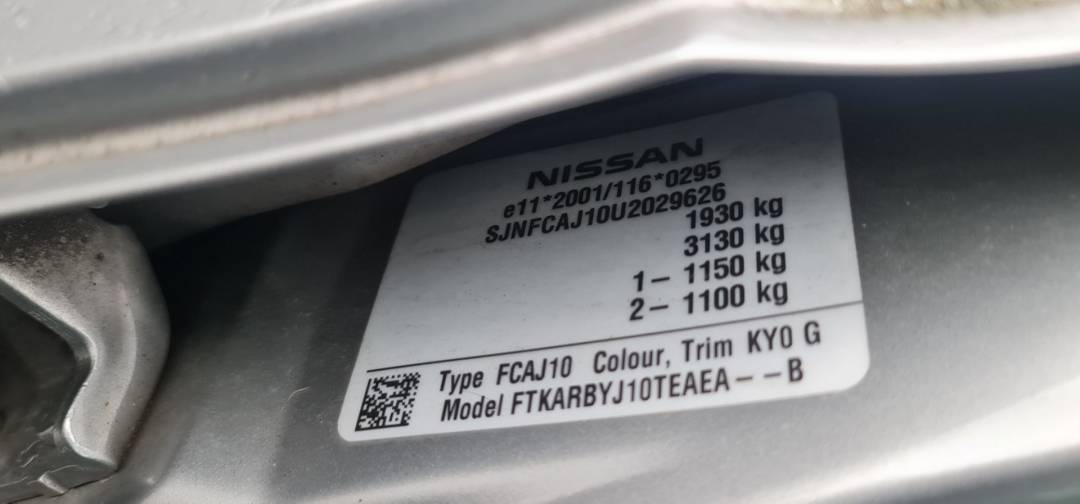 NISSAN
e11*2001/116*0295
SJNFCAJ10U2029626
1930 kg
3130 kg
1- 1150 kg
2- 1100 kg
Type FCAJ10 Colour, Trim KY0 G
Model FTKARBYJ10TEAEA--B